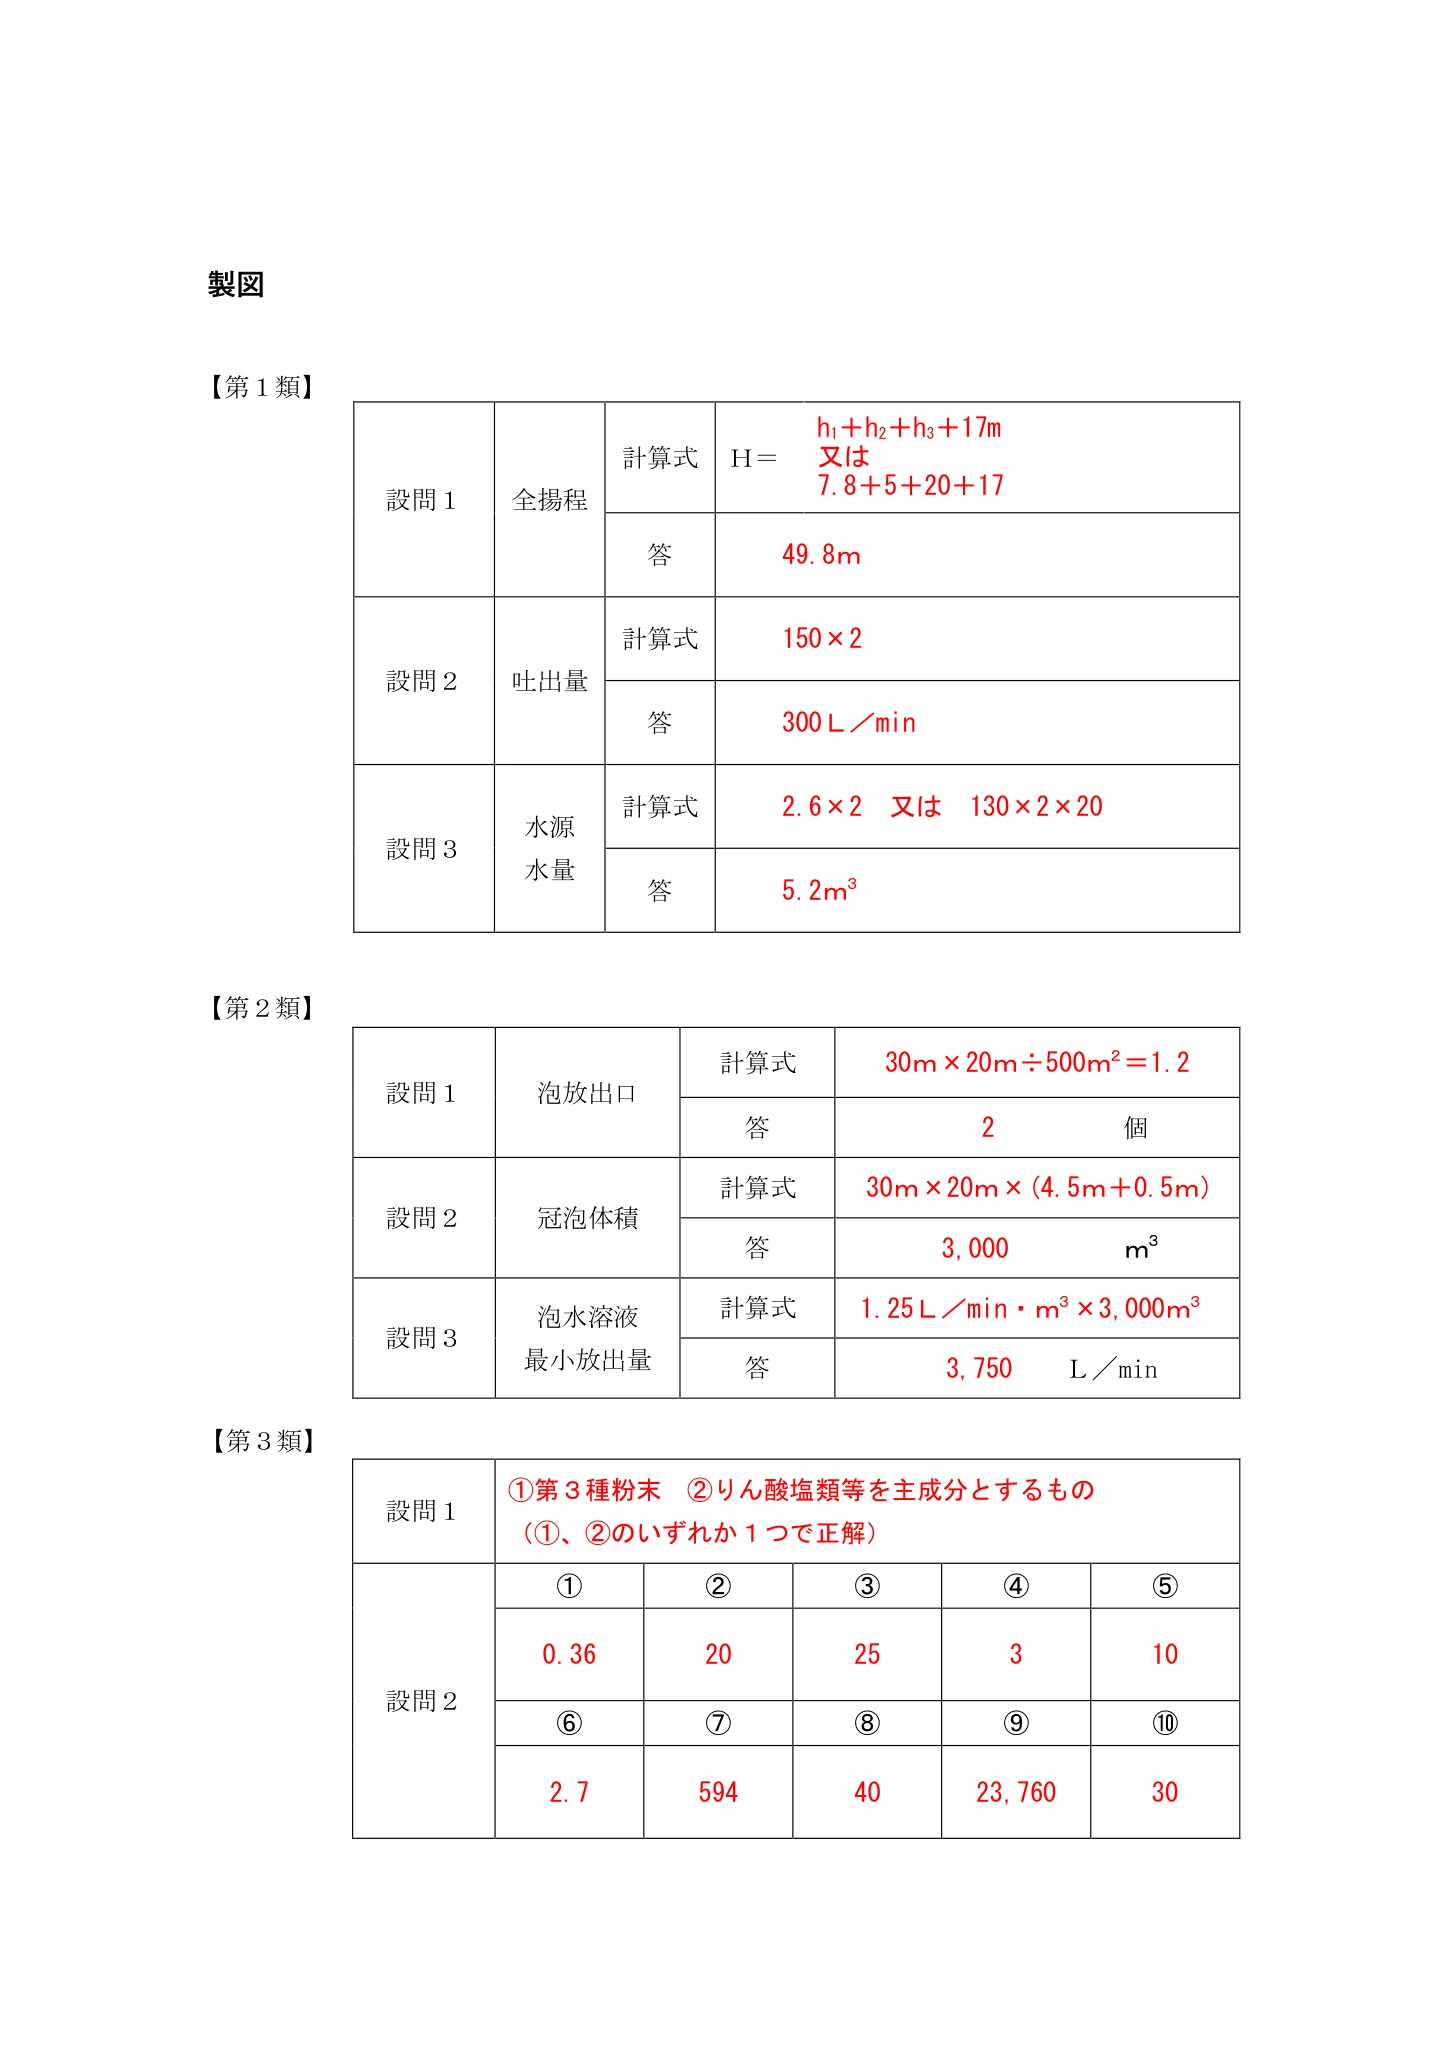 製図
【第１類】
設問１
全揚程
計算式
Ｈ＝
h₁＋h₂＋h₃＋17m
又は
7.8＋5＋20＋17
答
49.8ｍ
設問２
吐出量
計算式
150×2
答
300Ｌ／min
設問３
水源
水量
計算式
2.6×2　又は　130×2×20
答
5.2ｍ³
【第２類】
設問１
泡放出口
計算式
30ｍ×20ｍ÷500ｍ²＝1.2
答
2 個
設問２
冠泡体積
計算式
30ｍ×20ｍ×(4.5ｍ＋0.5ｍ)
答
3,000 ｍ³
設問３
泡水溶液
最小放出量
計算式
1.25Ｌ／min・ｍ³×3,000ｍ³
答
3,750 Ｌ／min
【第３類】
設問１
①第３種粉末　②りん酸塩類等を主成分とするもの
（①、②のいずれか１つで正解）
設問２
① ② ③ ④ ⑤
0.36 20 25 3 10
⑥ ⑦ ⑧ ⑨ ⑩
2.7 594 40 23,760 30